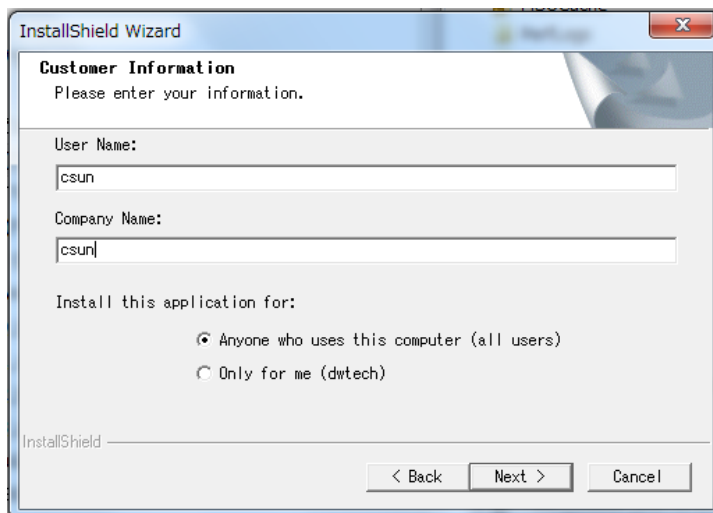 InstallShield Wizard
Customer Information
Please enter your information.
User Name:
csun
Company Name:
csun
Install this application for:
Anyone who uses this computer (all users)
Only for me (dwtech)
InstallShield
< Back Next > Cancel